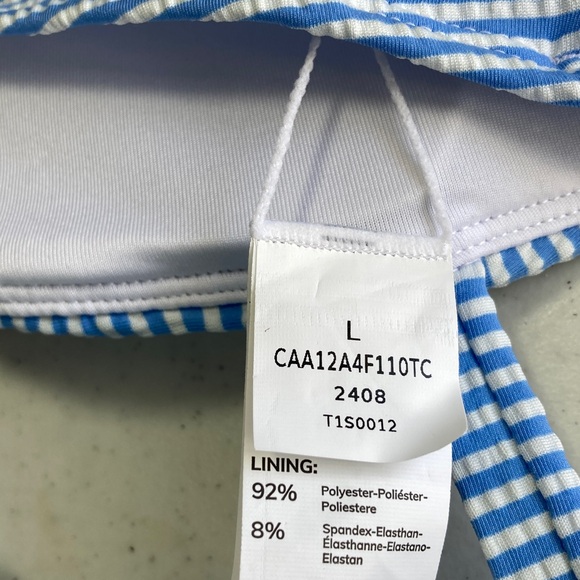 L
CAA12A4F110TC
2408
T1S0012
LINING:
92% Polyester-Poliéster-
Poliestere
8% Spandex-Elasthan-
Élasthanne-Elastano-
Elastan